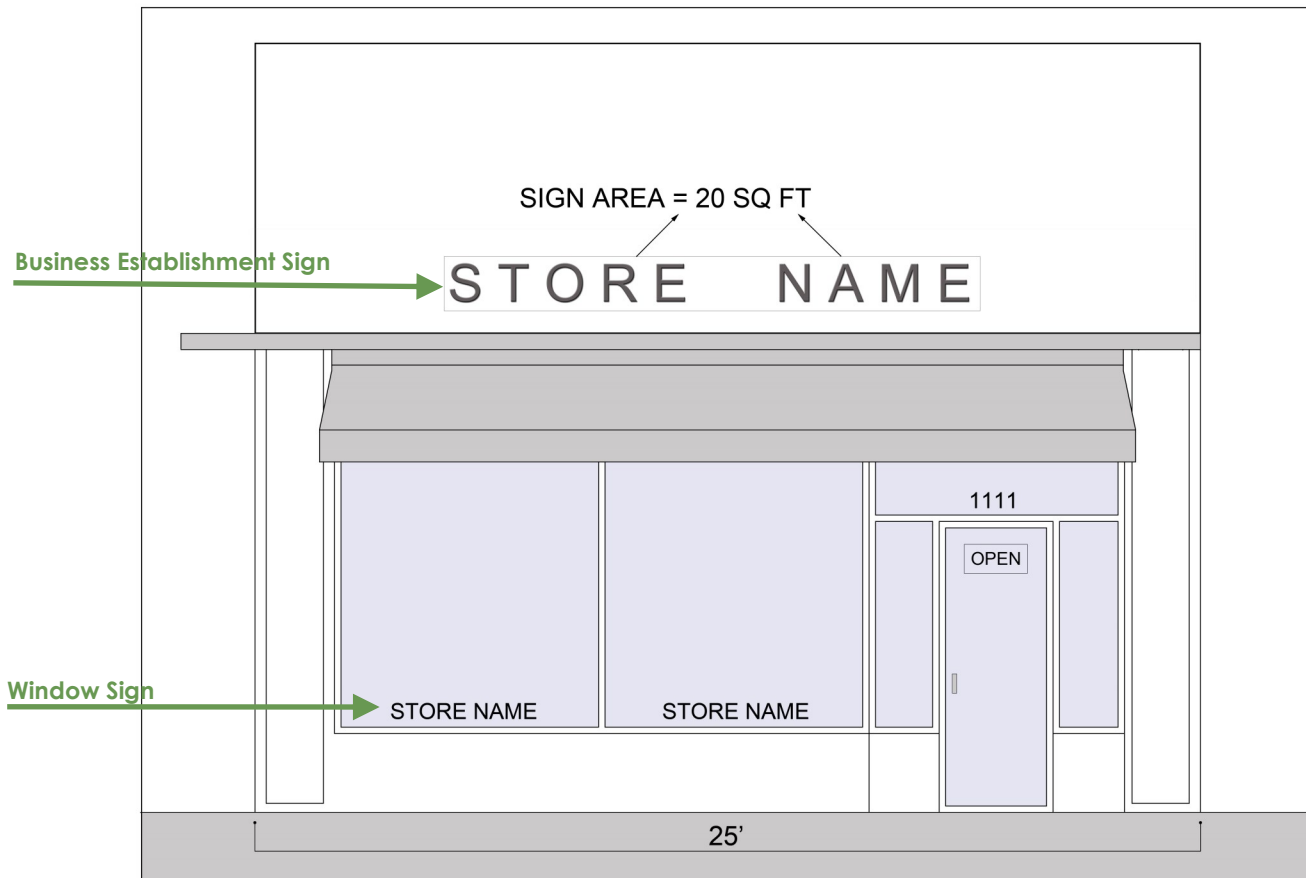 SIGN AREA = 20 SQ FT
Business Establishment Sign
STORE NAME
1111
OPEN
Window Sign
STORE NAME
STORE NAME
25'